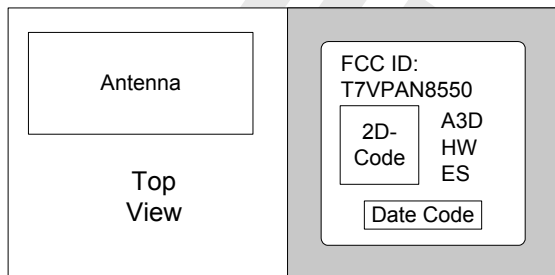 Antenna
Top
View
FCC ID:
T7VPAN8550
2D-
Code
A3D
HW
ES
Date Code